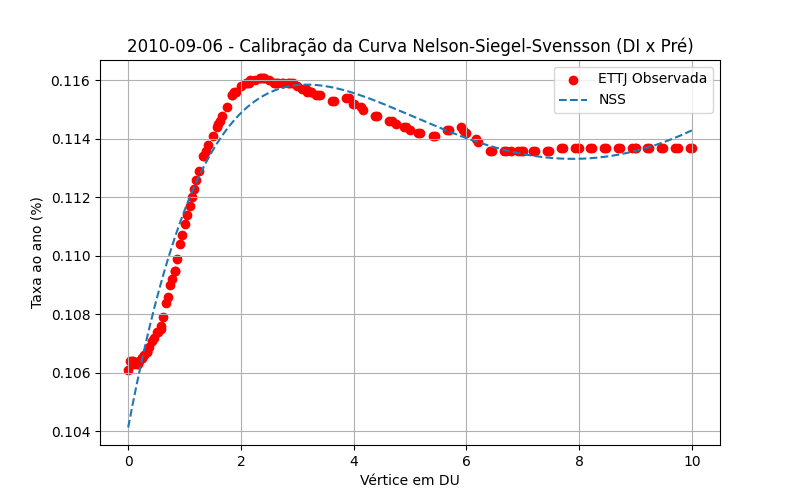 2010-09-06 - Calibração da Curva Nelson-Siegel-Svensson (DI x Pré)
ETTJ Observada
NSS
Taxa ao ano (%)
0.116
0.114
0.112
0.110
0.108
0.106
0.104
0
2
4
6
8
10
Vértice em DU